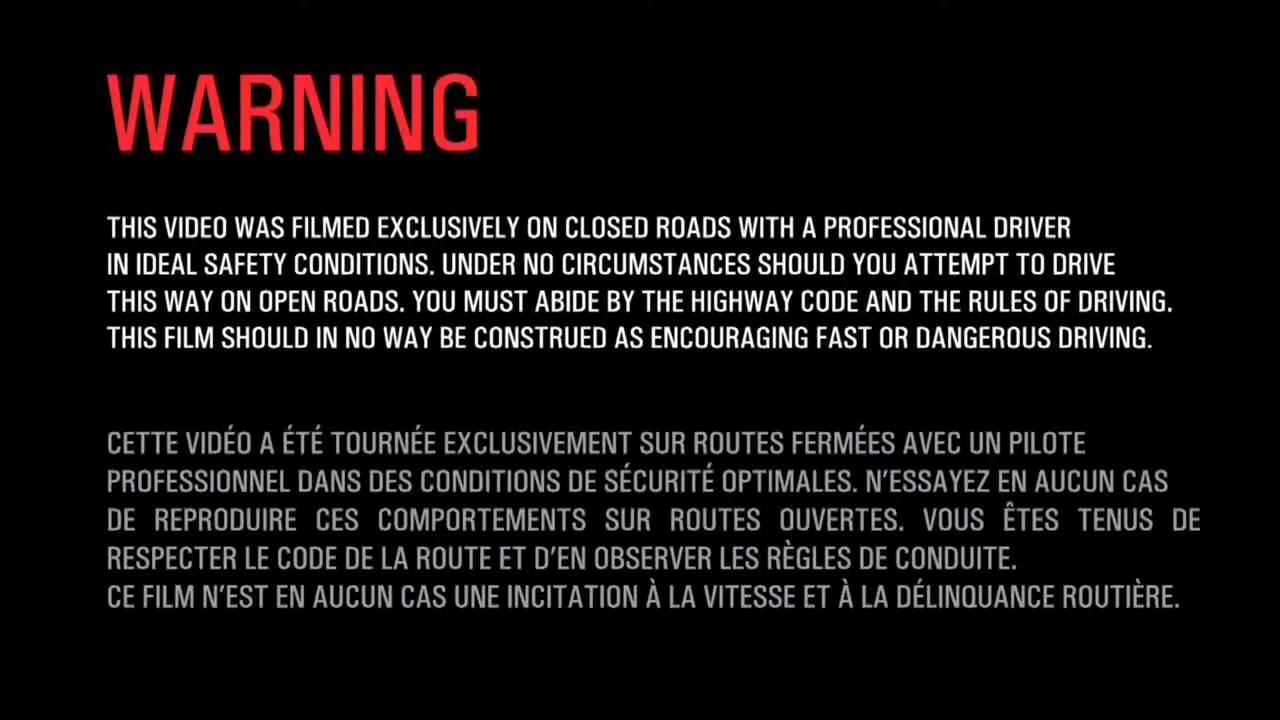 WARNING
THIS VIDEO WAS FILMED EXCLUSIVELY ON CLOSED ROADS WITH A PROFESSIONAL DRIVER
IN IDEAL SAFETY CONDITIONS. UNDER NO CIRCUMSTANCES SHOULD YOU ATTEMPT TO DRIVE
THIS WAY ON OPEN ROADS. YOU MUST ABIDE BY THE HIGHWAY CODE AND THE RULES OF DRIVING.
THIS FILM SHOULD IN NO WAY BE CONSTRUED AS ENCOURAGING FAST OR DANGEROUS DRIVING.
CETTE VIDÉO A ÉTÉ TOURNÉE EXCLUSIVEMENT SUR ROUTES FERMÉES AVEC UN PILOTE
PROFESSIONNEL DANS DES CONDITIONS DE SÉCURITÉ OPTIMALES. N'ESSAYEZ EN AUCUN CAS
DE REPRODUIRE CES COMPORTEMENTS SUR ROUTES OUVERTES. VOUS ÊTES TENUS DE
RESPECTER LE CODE DE LA ROUTE ET D'EN OBSERVER LES RÈGLES DE CONDUITE.
CE FILM N'EST EN AUCUN CAS UNE INCITATION À LA VITESSE ET À LA DÉLINQUANCE ROUTIÈRE.